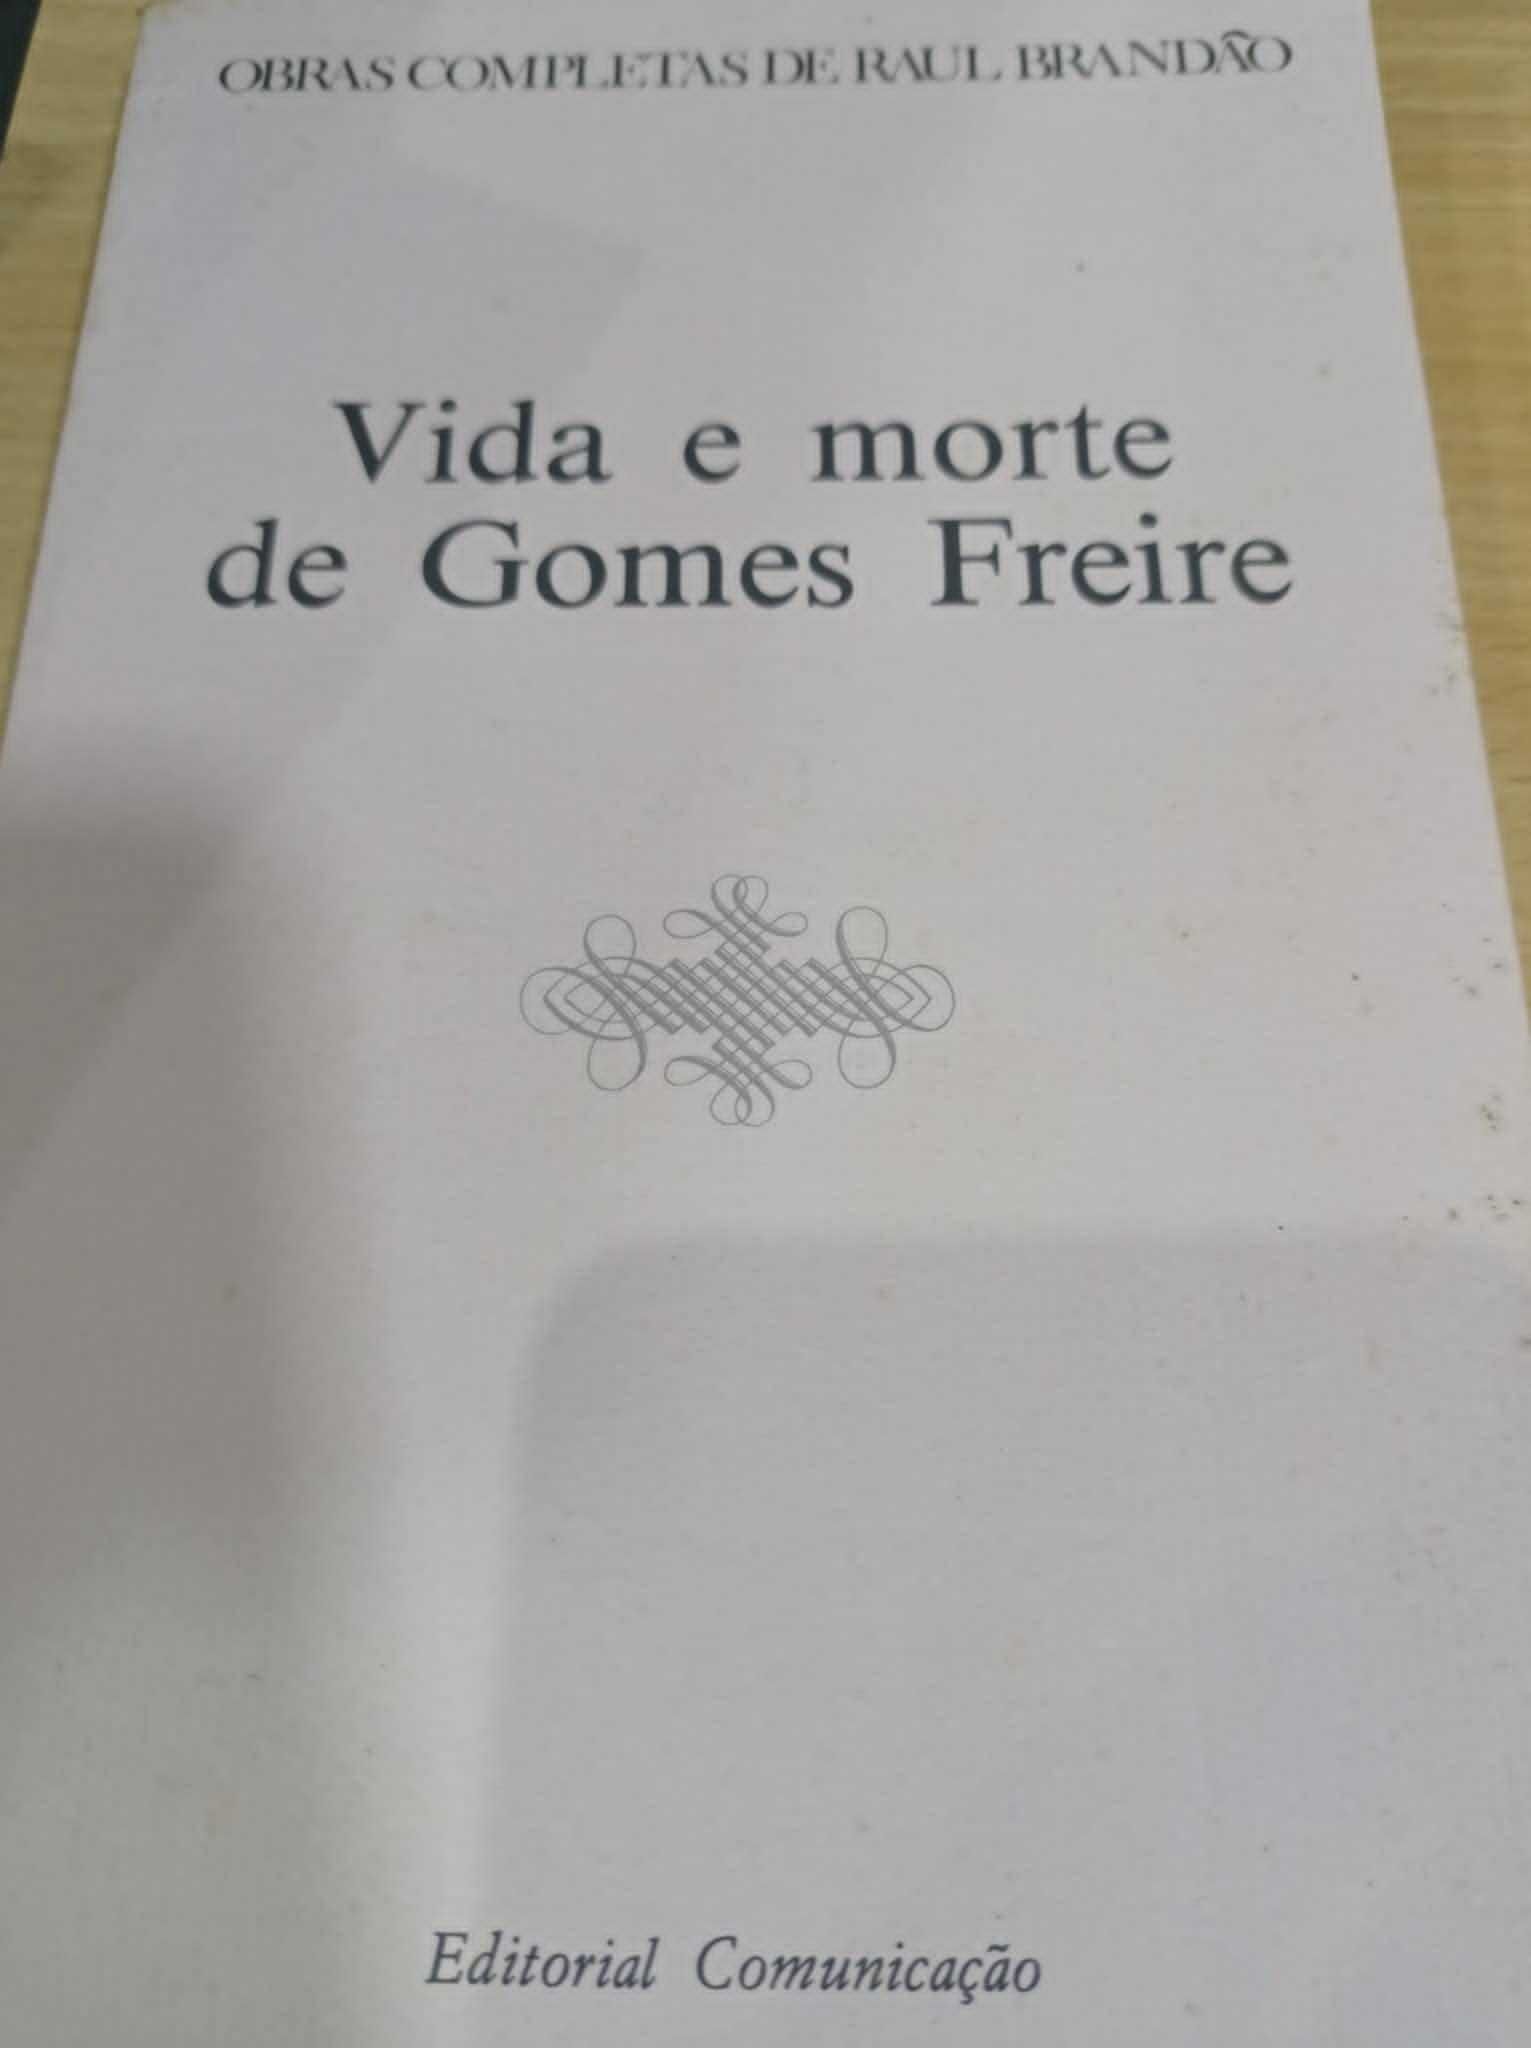 OBRAS COMPLETAS DE RAUL BRANDÃO
Vida e morte
de Gomes Freire
Editorial Comunicação